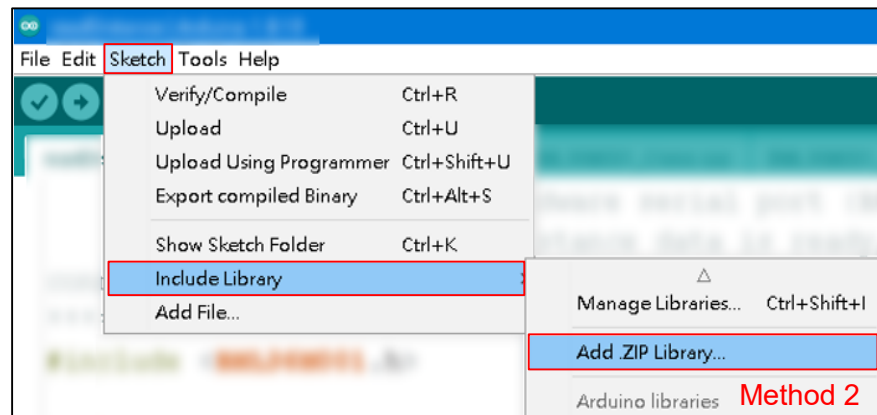 File Edit Sketch Tools Help
Verify/Compile Ctrl+R
Upload Ctrl+U
Upload Using Programmer Ctrl+Shift+U
Export compiled Binary Ctrl+Alt+S
Show Sketch Folder Ctrl+K
Include Library
Add File...
Manage Libraries... Ctrl+Shift+I
Add .ZIP Library...
Arduino libraries
Method 2